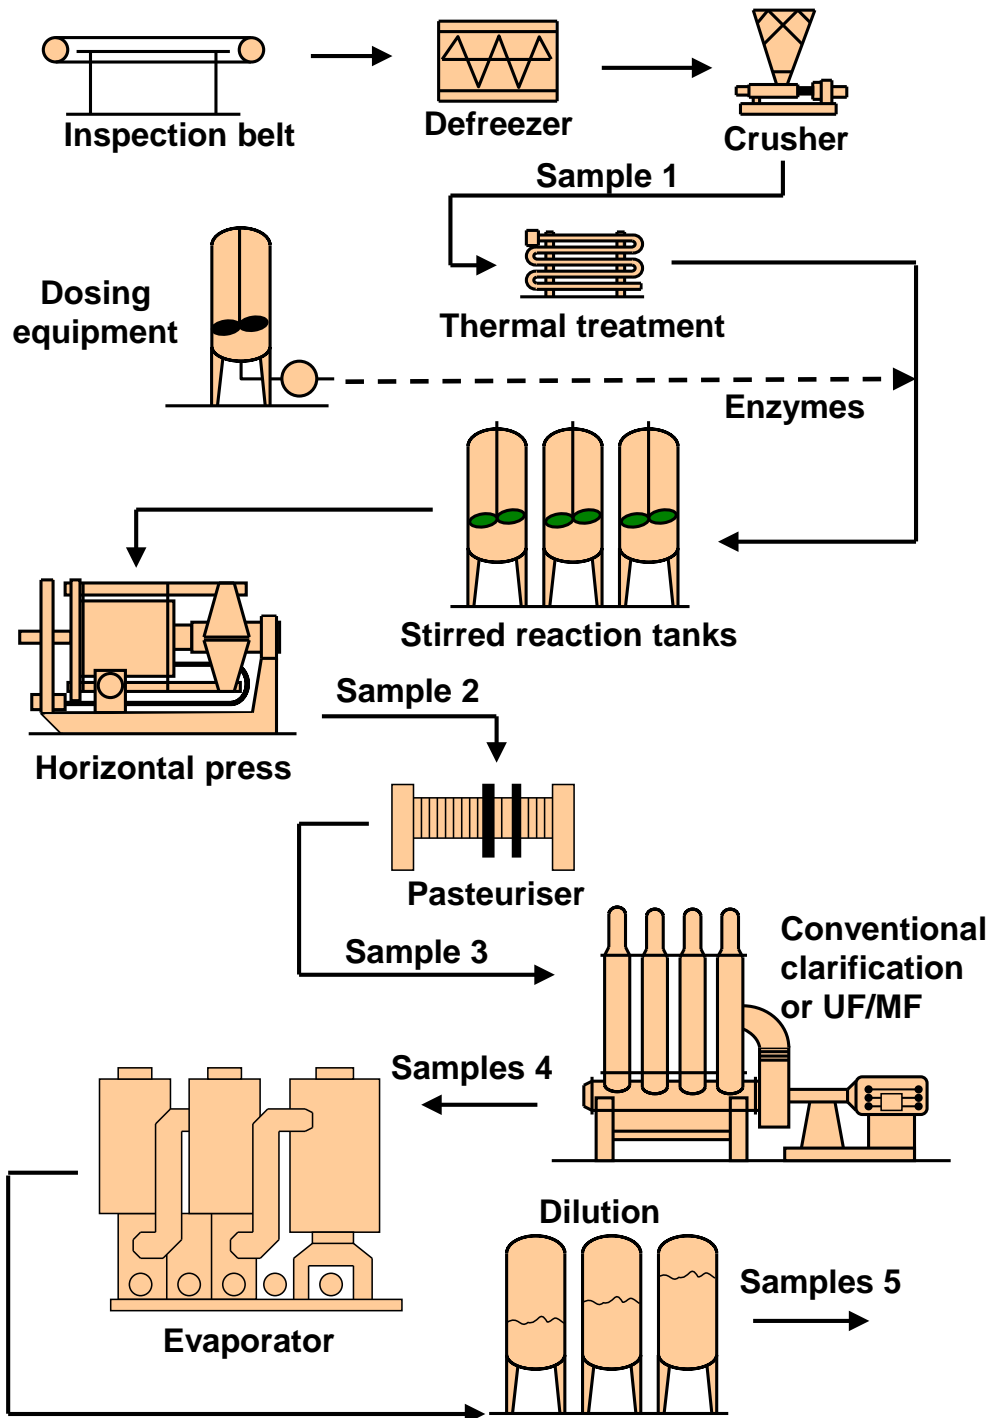 Inspection belt
Defreezer
Crusher
Sample 1
Dosing
equipment
Thermal treatment
Enzymes
Stirred reaction tanks
Sample 2
Horizontal press
Pasteuriser
Sample 3
Conventional
clarification
or UF/MF
Samples 4
Evaporator
Dilution
Samples 5